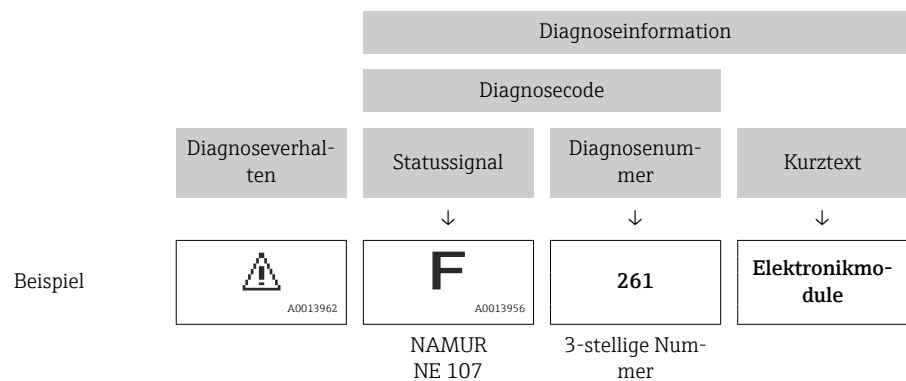 Diagnoseinformation
Diagnosecode
Diagnoseverhal-
ten
Statussignal
Diagnosenum-
mer
Kurztext
↓ ↓ ↓
Beispiel
A0013962
F
A0013956
261
Elektronikmo-
dule
NAMUR
NE 107
3-stellige Num-
mer